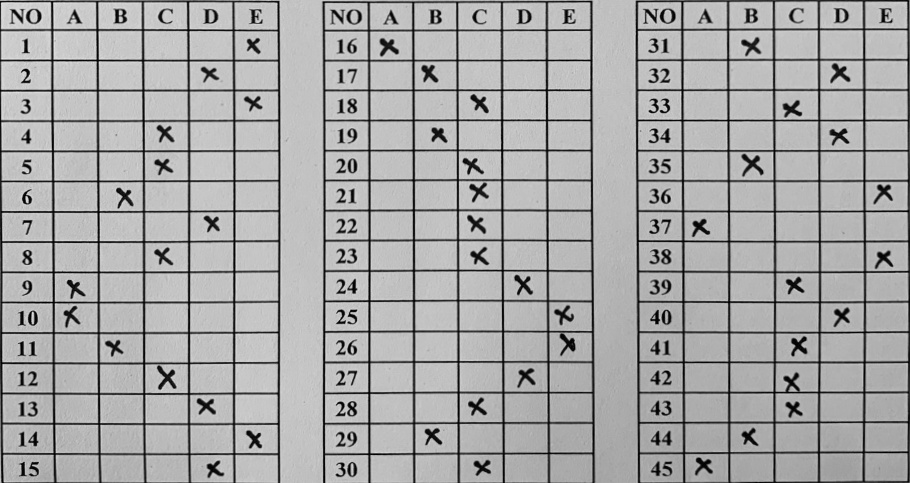 NO A B C D E
1 x
2 x
3 x
4 x
5 x
6 x
7 x
8 x
9 x
10 x
11 x
12 x
13 x
14 x
15 x
NO A B C D E
16 x
17 x
18 x
19 x
20 x
21 x
22 x
23 x
24 x
25 x
26 x
27 x
28 x
29 x
30 x
NO A B C D E
31 x
32 x
33 x
34 x
35 x
36 x
37 x
38 x
39 x
40 x
41 x
42 x
43 x
44 x
45 x